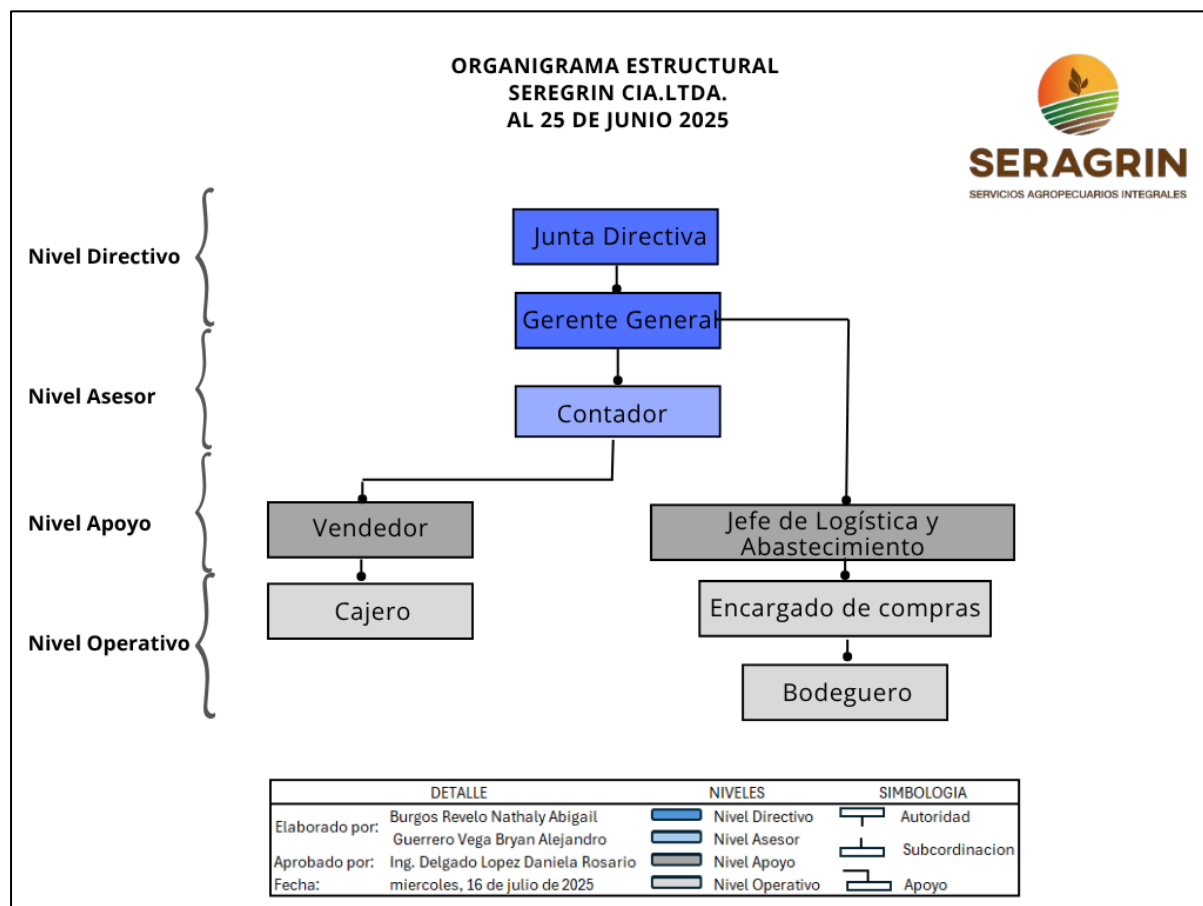 ORGANIGRAMA ESTRUCTURAL
SEREGRIN CIA.LTDA.
AL 25 DE JUNIO 2025
SERAGRIN
SERVICIOS AGROPECUARIOS INTEGRALES
Nivel Directivo
Junta Directiva
Gerente General
Nivel Asesor
Contador
Nivel Apoyo
Vendedor
Jefe de Logística y
Abastecimiento
Nivel Operativo
Cajero
Encargado de compras
Bodeguero
DETALLE NIVELES SIMBOLOGIA
Elaborado por: Burgos Revelo Nathaly Abigail Nivel Directivo Autoridad
Guerrero Vega Bryan Alejandro Nivel Asesor Subcordinacion
Aprobado por: Ing. Delgado Lopez Daniela Rosario Nivel Apoyo
Fecha: miercoles, 16 de julio de 2025 Nivel Operativo Apoyo